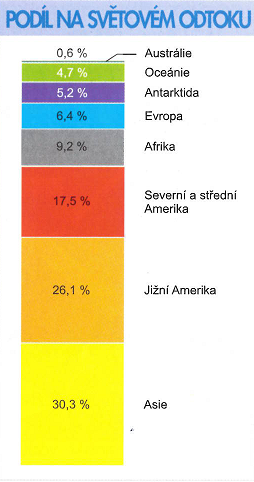 PODÍL NA SVĚTOVÉM ODTOKU
0,6 % Austrálie
4,7 % Oceánie
5,2 % Antarktida
6,4 % Evropa
9,2 % Afrika
17,5 % Severní a střední
Amerika
26,1 % Jižní Amerika
30,3 % Asie